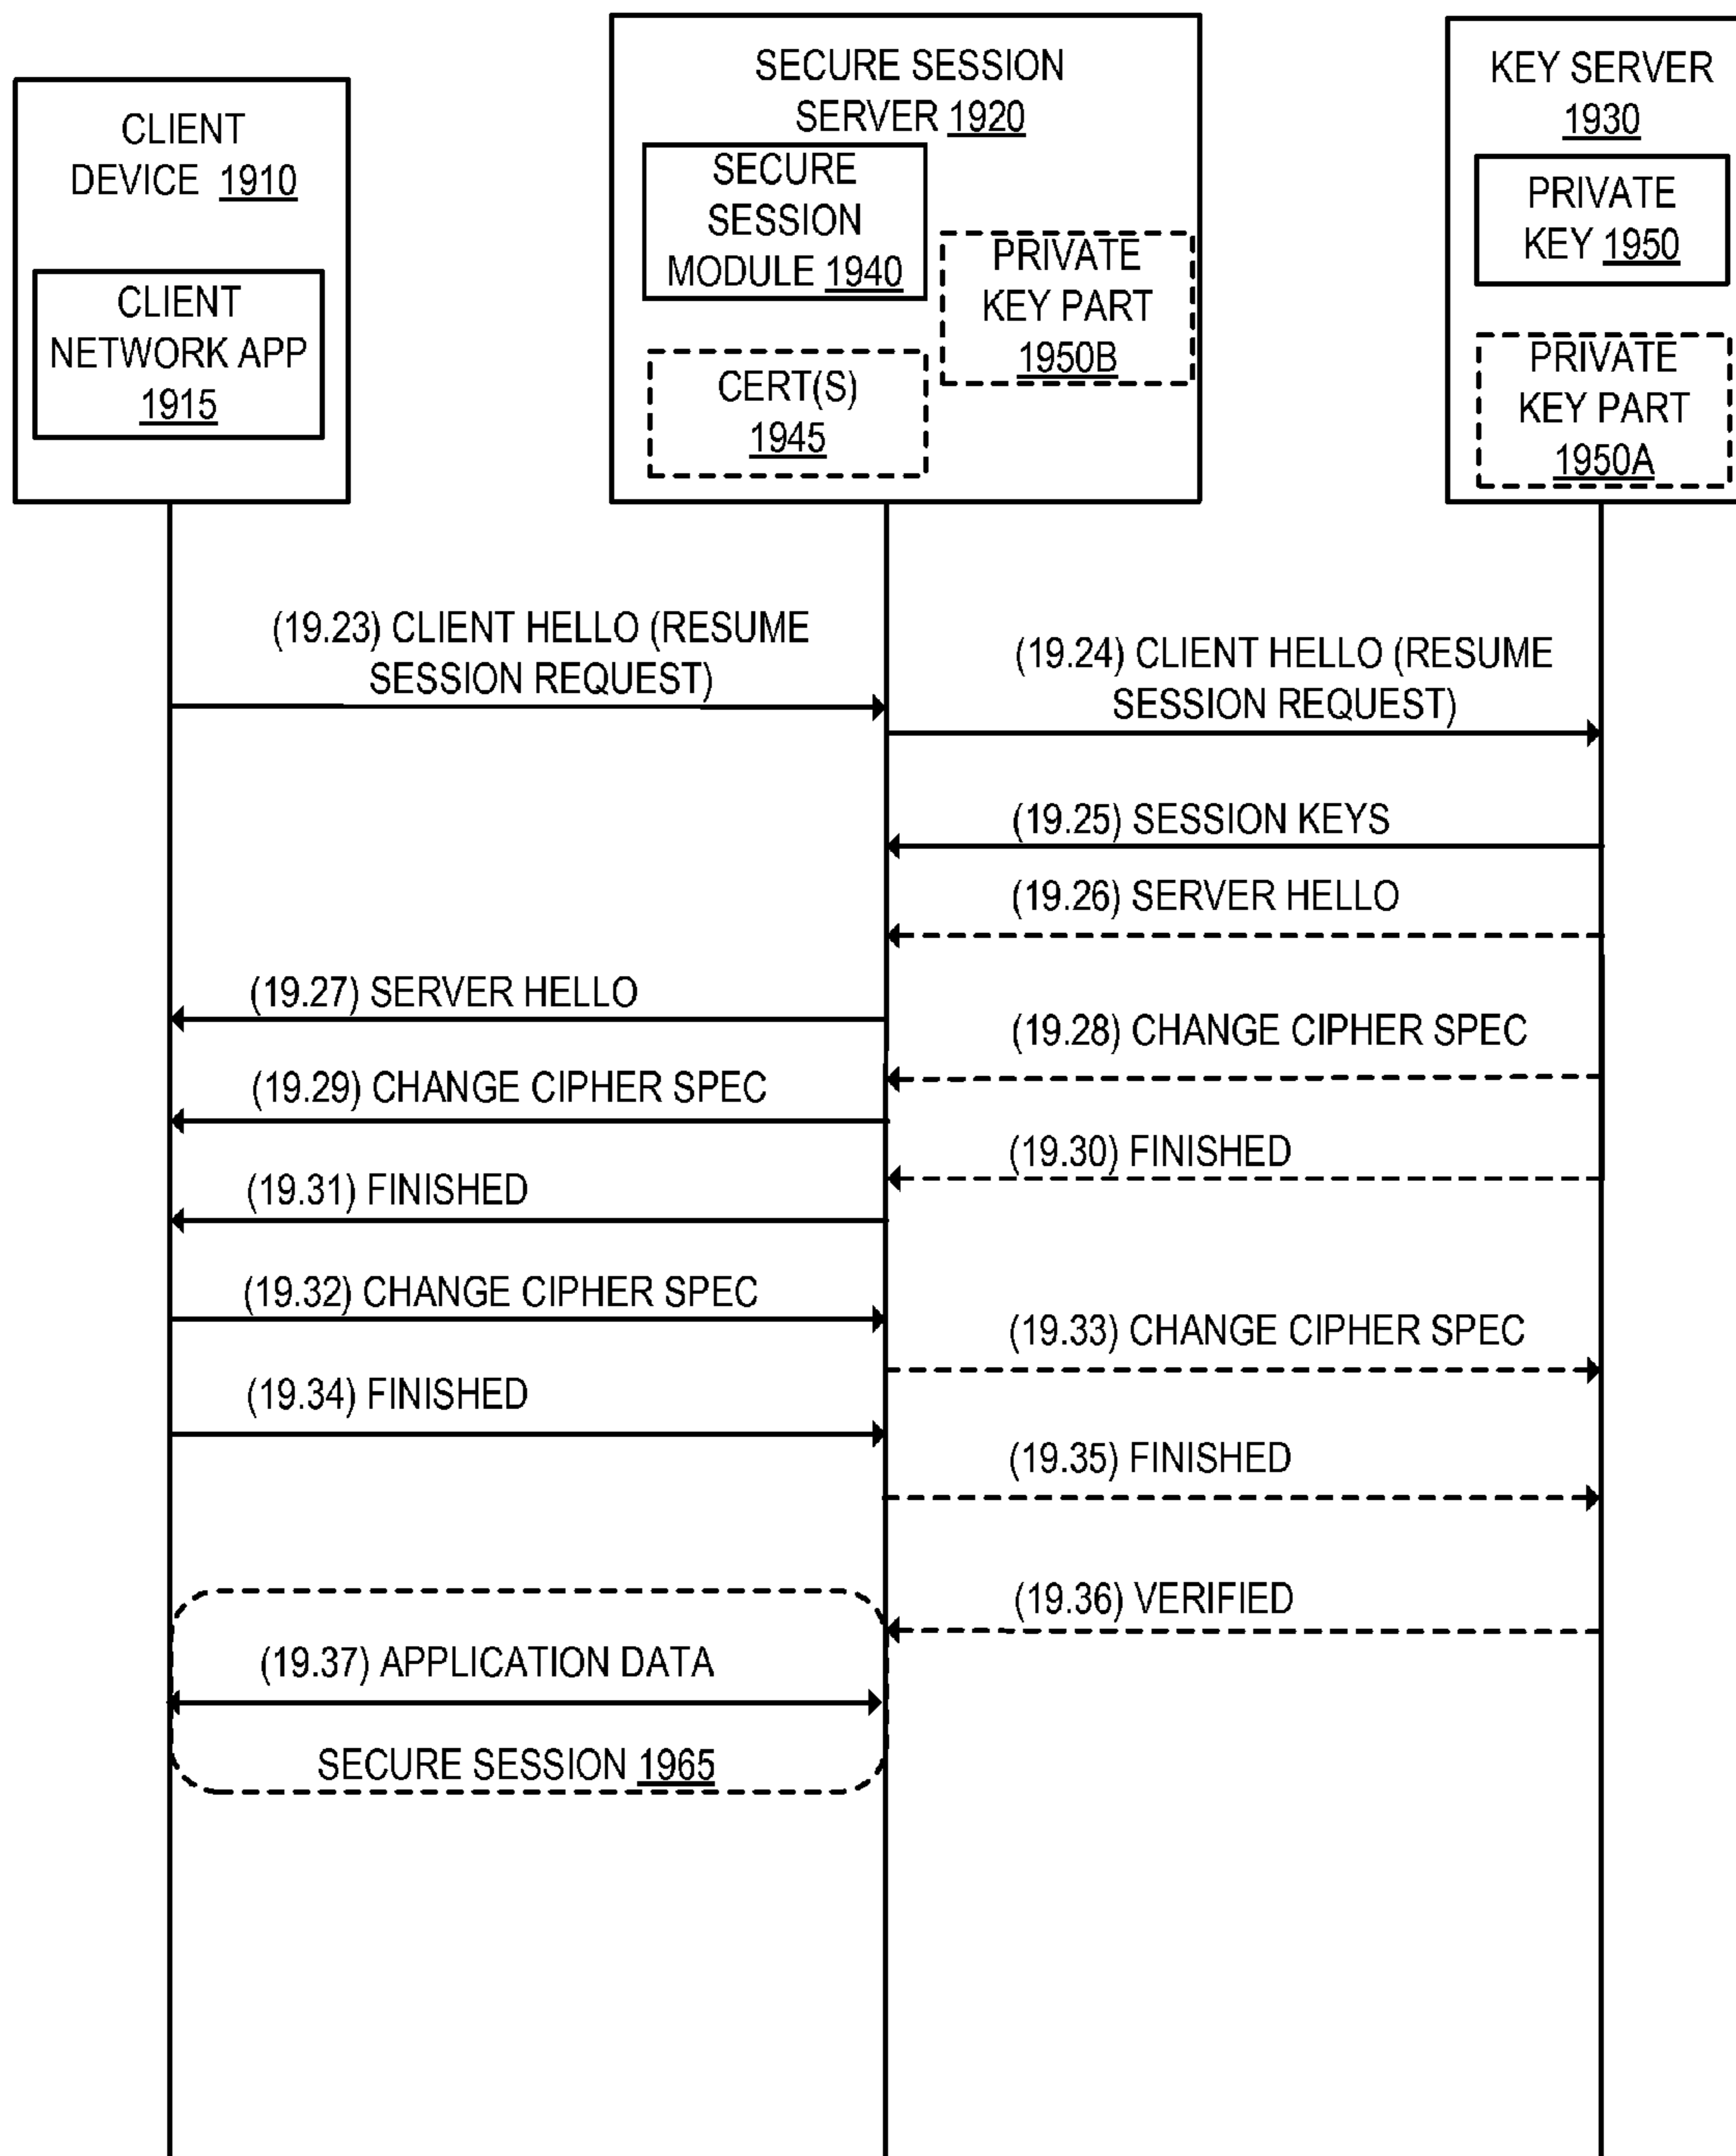 CLIENT
DEVICE 1910
CLIENT
NETWORK APP
1915
SECURE SESSION
SERVER 1920
SECURE
SESSION
MODULE 1940
PRIVATE
KEY PART
1950B
CERT(S)
1945
KEY SERVER
1930
PRIVATE
KEY 1950
PRIVATE
KEY PART
1950A
(19.23) CLIENT HELLO (RESUME
SESSION REQUEST)
(19.24) CLIENT HELLO (RESUME
SESSION REQUEST)
(19.25) SESSION KEYS
(19.26) SERVER HELLO
(19.27) SERVER HELLO
(19.28) CHANGE CIPHER SPEC
(19.29) CHANGE CIPHER SPEC
(19.30) FINISHED
(19.31) FINISHED
(19.32) CHANGE CIPHER SPEC
(19.33) CHANGE CIPHER SPEC
(19.34) FINISHED
(19.35) FINISHED
(19.36) VERIFIED
(19.37) APPLICATION DATA
SECURE SESSION 1965